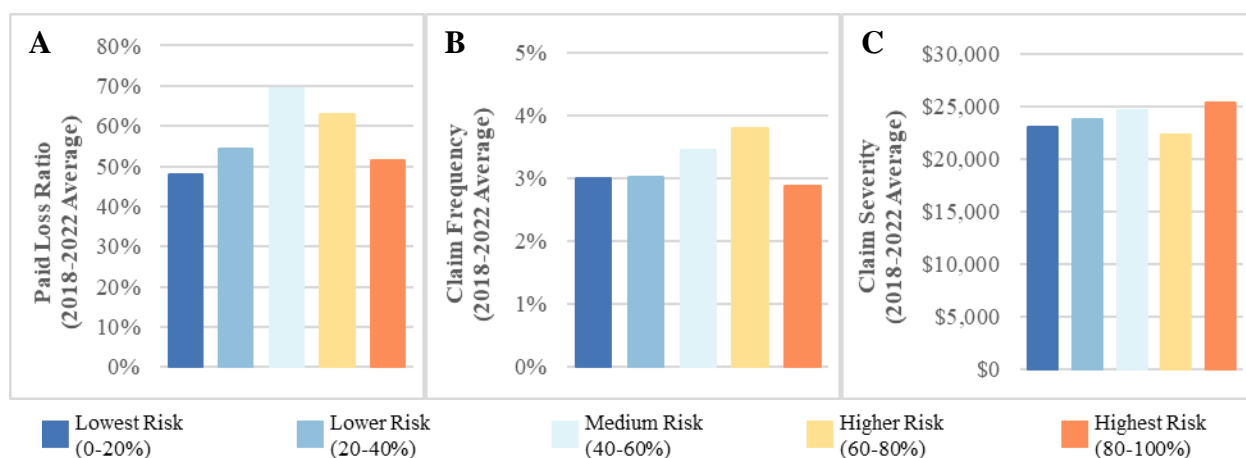 A
Paid Loss Ratio
(2018-2022 Average)
80%
70%
60%
50%
40%
30%
20%
10%
0%
B
Claim Frequency
(2018-2022 Average)
5%
4%
3%
2%
1%
0%
C
Claim Severity
(2018-2022 Average)
$30,000
$25,000
$20,000
$15,000
$10,000
$5,000
$0
Lowest Risk
(0-20%)
Lower Risk
(20-40%)
Medium Risk
(40-60%)
Higher Risk
(60-80%)
Highest Risk
(80-100%)